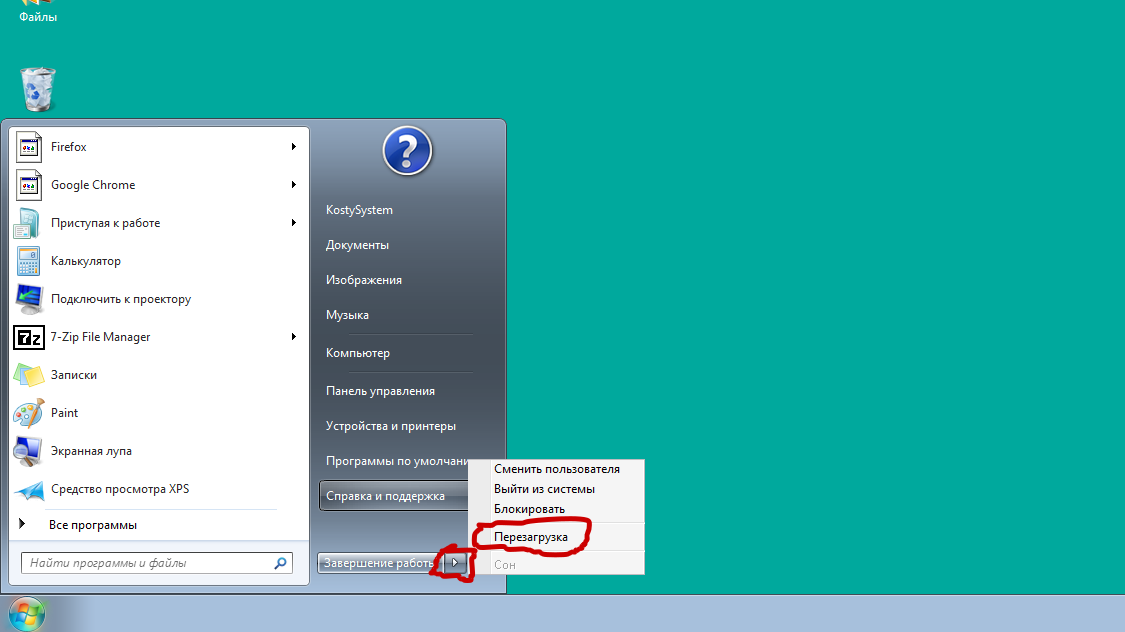 Файлы
Firefox
Google Chrome
Приступая к работе
Калькулятор
Подключить к проектору
7-Zip File Manager
Записки
Paint
Экранная лупа
Средство просмотра XPS
Все программы
Найти программы и файлы
KostySystem
Документы
Изображения
Музыка
Компьютер
Панель управления
Устройства и принтеры
Программы по умолчани
Справка и поддержка
Завершение работы
Сменить пользователя
Выйти из системы
Блокировать
Перезагрузка
Сон